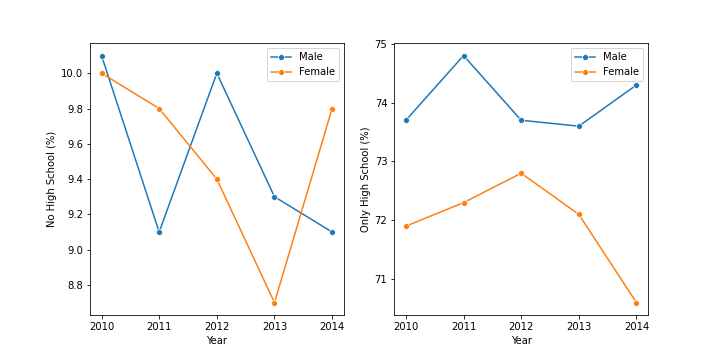 No High School (%)
10.0
9.8
9.6
9.4
9.2
9.0
8.8
2010 2011 2012 2013 2014
Year
Male
Female
Only High School (%)
75
74
73
72
71
2010 2011 2012 2013 2014
Year
Male
Female